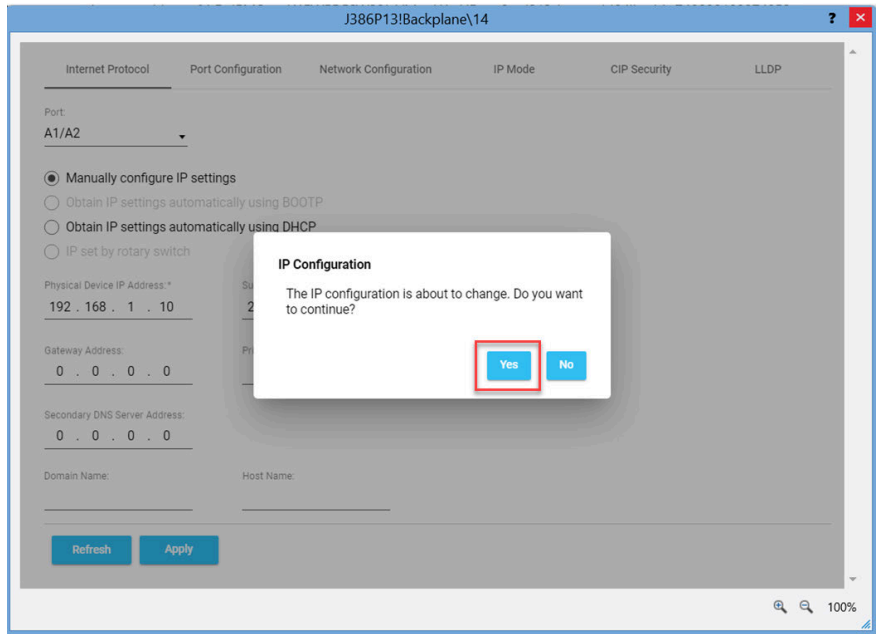 J386P13!Backplane\14
?
Internet Protocol Port Configuration Network Configuration IP Mode CIP Security LLDP
Port:
A1/A2
Manually configure IP settings
Obtain IP settings automatically using BOOTP
Obtain IP settings automatically using DHCP
IP set by rotary switch
IP Configuration
The IP configuration is about to change. Do you want
to continue?
Yes No
Physical Device IP Address:* Su
192 . 168 . 1 . 10 2
Gateway Address: Pri
0 . 0 . 0 . 0
Secondary DNS Server Address:
0 . 0 . 0 . 0
Domain Name: Host Name:
Refresh Apply
100%